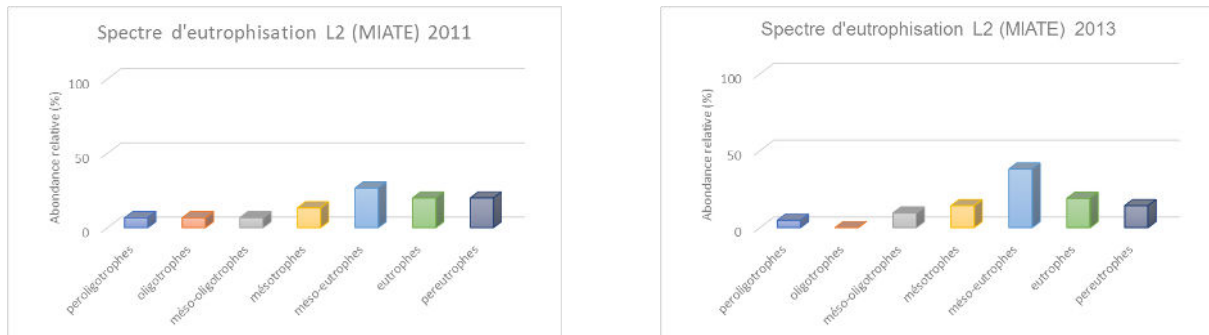 Spectre d'eutrophisation L2 (MIATE) 2011
Abondance relative (%)
100
50
0
peroligotrophes
oligotrophes
méso-oligotrophes
mésotrophes
meso-eutrophes
eutrophes
pereutrophes
Spectre d'eutrophisation L2 (MIATE) 2013
Abondance relative (%)
100
50
0
peroligotrophes
oligotrophes
méso-oligotrophes
mésotrophes
méso-eutrophes
eutrophes
pereutrophes